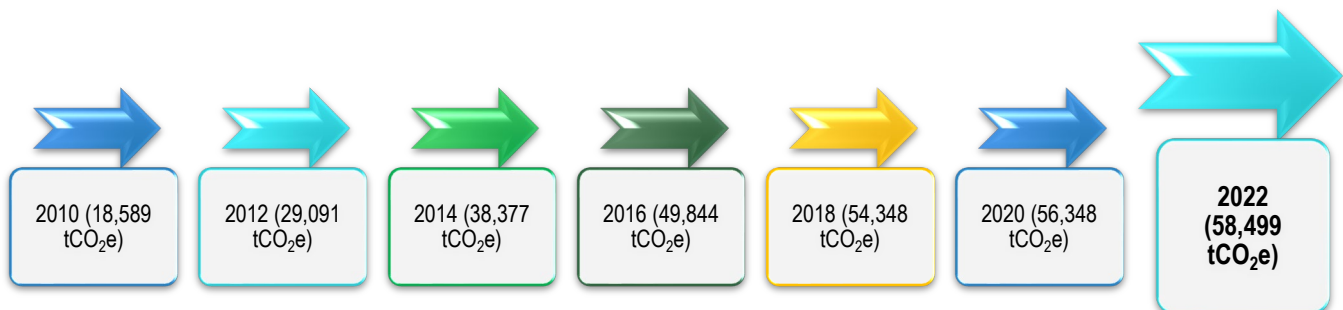 2010 (18,589
tCO₂e)
2012 (29,091
tCO₂e)
2014 (38,377
tCO₂e)
2016 (49,844
tCO₂e)
2018 (54,348
tCO₂e)
2020 (56,348
tCO₂e)
2022
(58,499
tCO₂e)